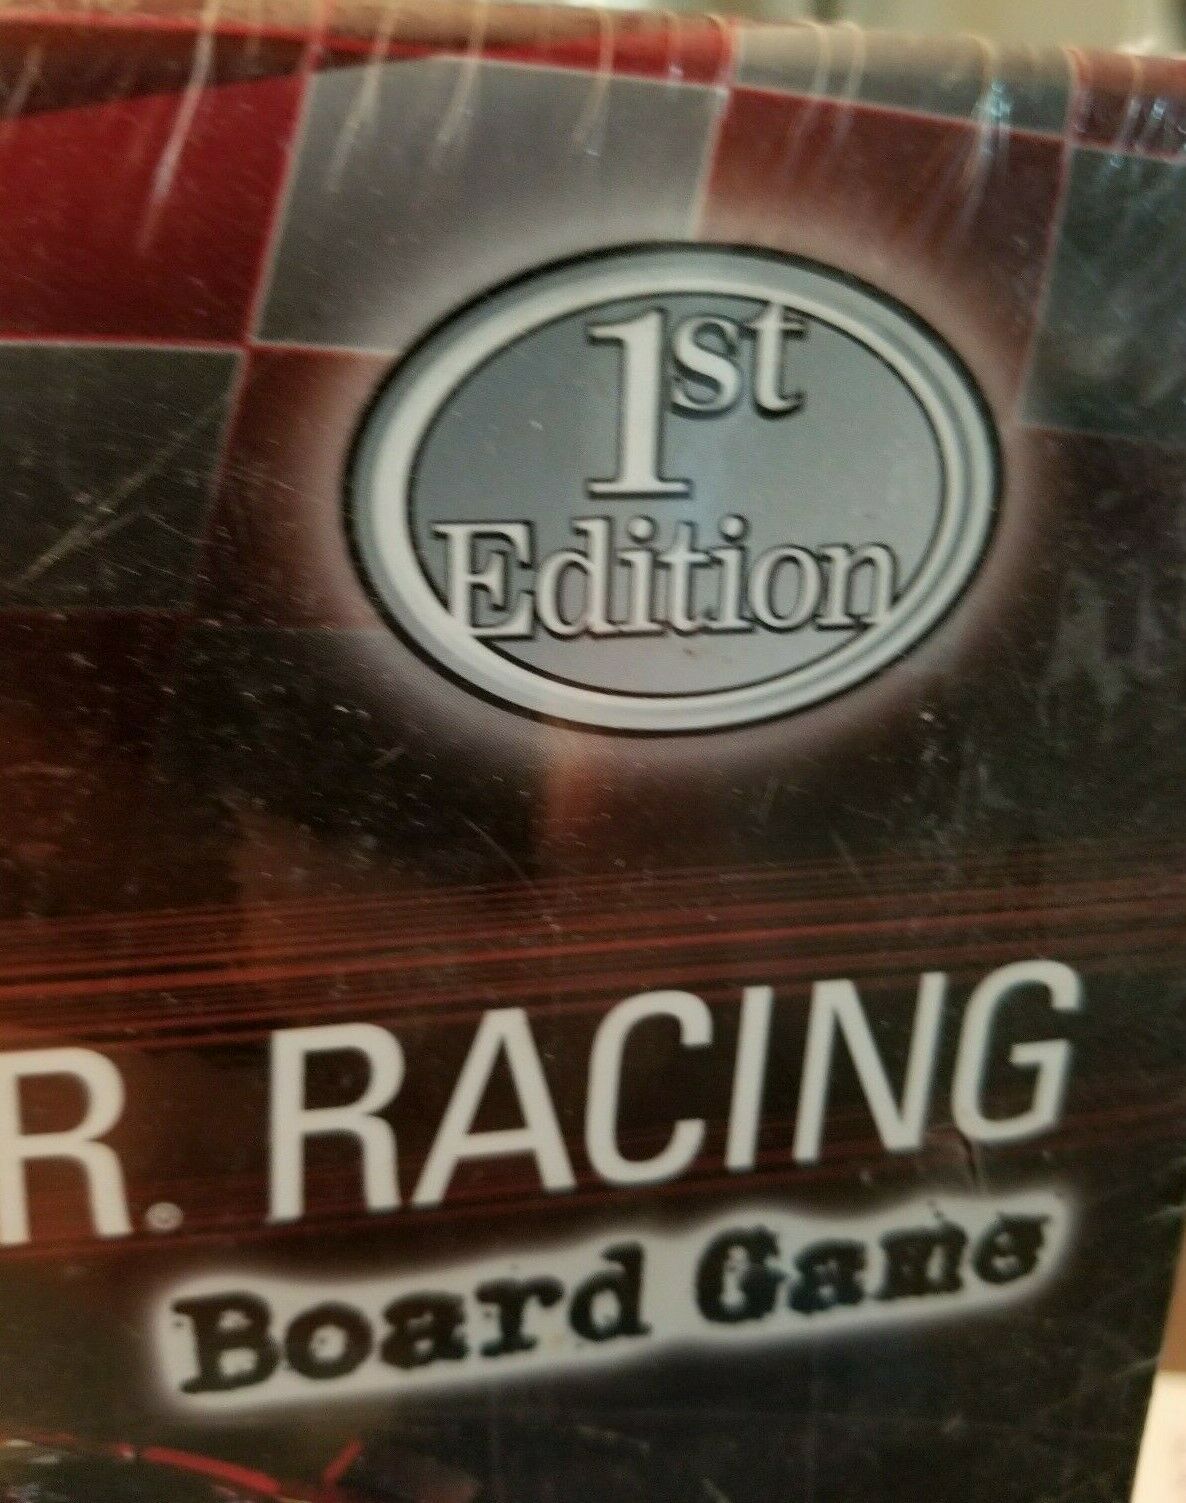 1st
Edition
R.® RACING
Board Game